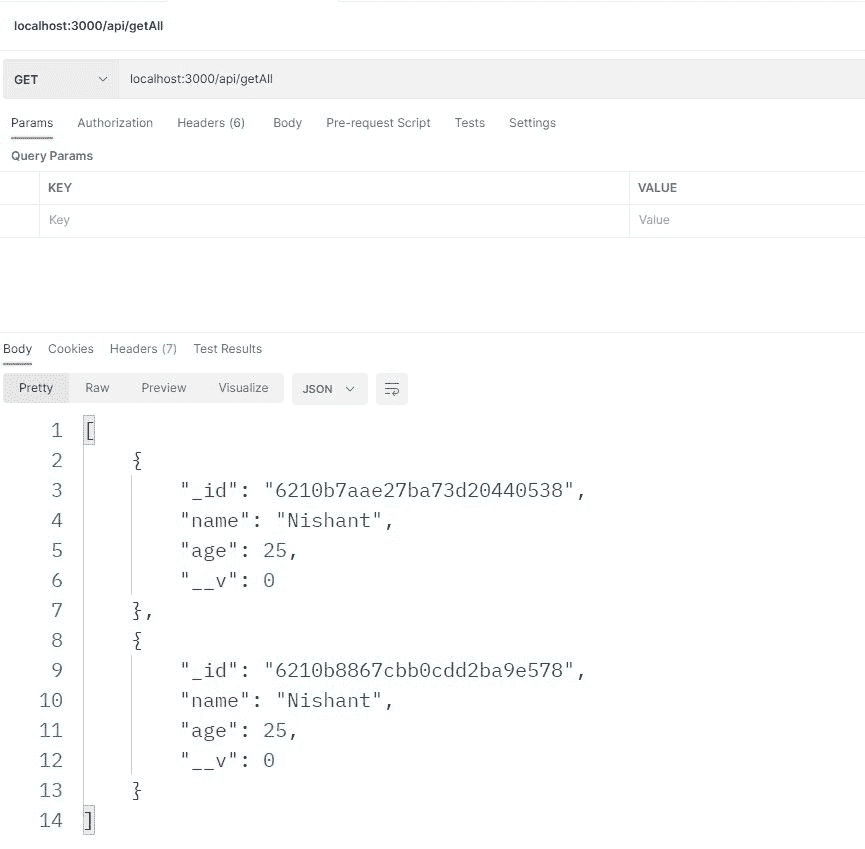 localhost:3000/api/getAll
GET localhost:3000/api/getAll
Params Authorization Headers (6) Body Pre-request Script Tests Settings
Query Params
KEY VALUE
Key Value
Body Cookies Headers (7) Test Results
Pretty Raw Preview Visualize JSON
1 [
2 {
3 "_id": "6210b7aae27ba73d20440538",
4 "name": "Nishant",
5 "age": 25,
6 "__v": 0
7 },
8 {
9 "_id": "6210b8867cbb0cdd2ba9e578",
10 "name": "Nishant",
11 "age": 25,
12 "__v": 0
13 }
14 ]